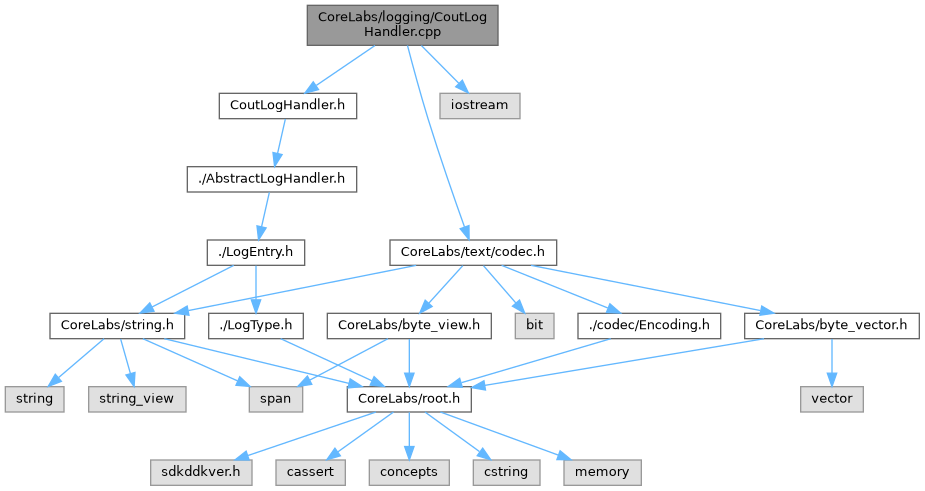 CoreLabs/logging/CoutLog
Handler.cpp
CoutLogHandler.h
iostream
./AbstractLogHandler.h
./LogEntry.h
CoreLabs/text/codec.h
CoreLabs/string.h
./LogType.h
CoreLabs/byte_view.h
bit
./codec/Encoding.h
CoreLabs/byte_vector.h
string
string_view
span
CoreLabs/root.h
vector
sdkddkver.h
cassert
concepts
cstring
memory